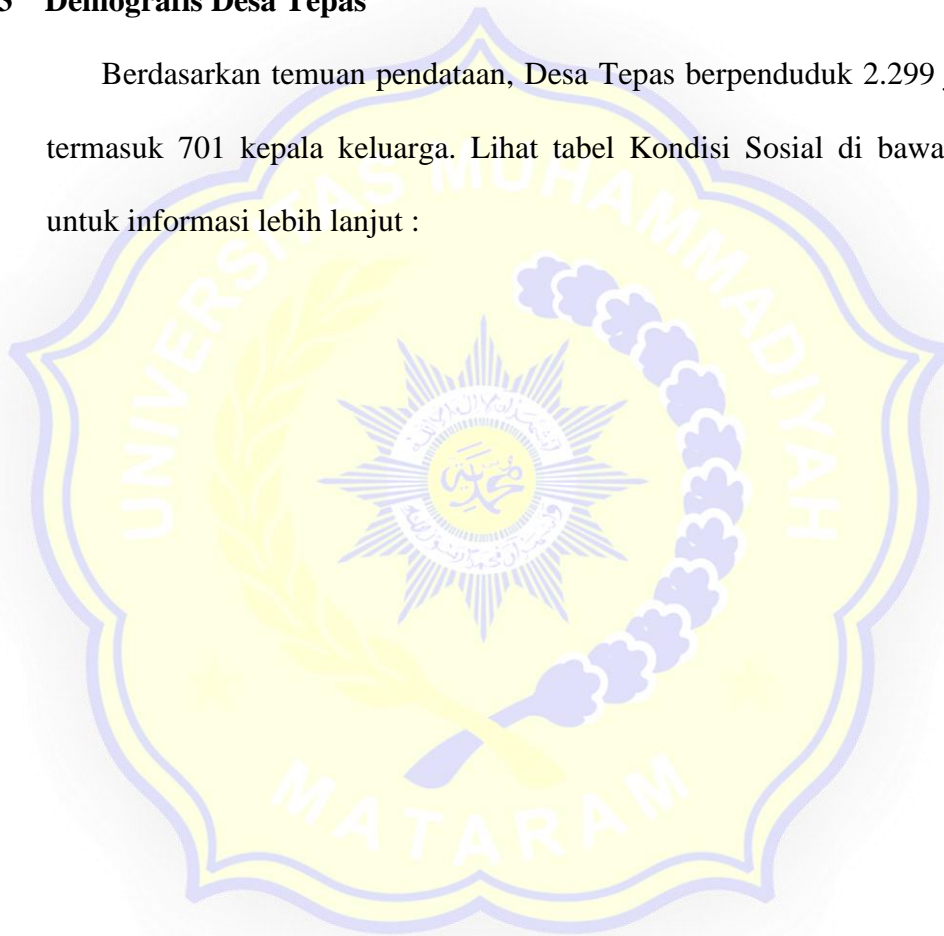 Demografis Desa Tepas
Berdasarkan temuan pendataan, Desa Tepas berpenduduk 2.299
termasuk 701 kepala keluarga. Lihat tabel Kondisi Sosial di bawa
untuk informasi lebih lanjut :
UNIVERSITAS MUHAMMADIYAH
MATARAM